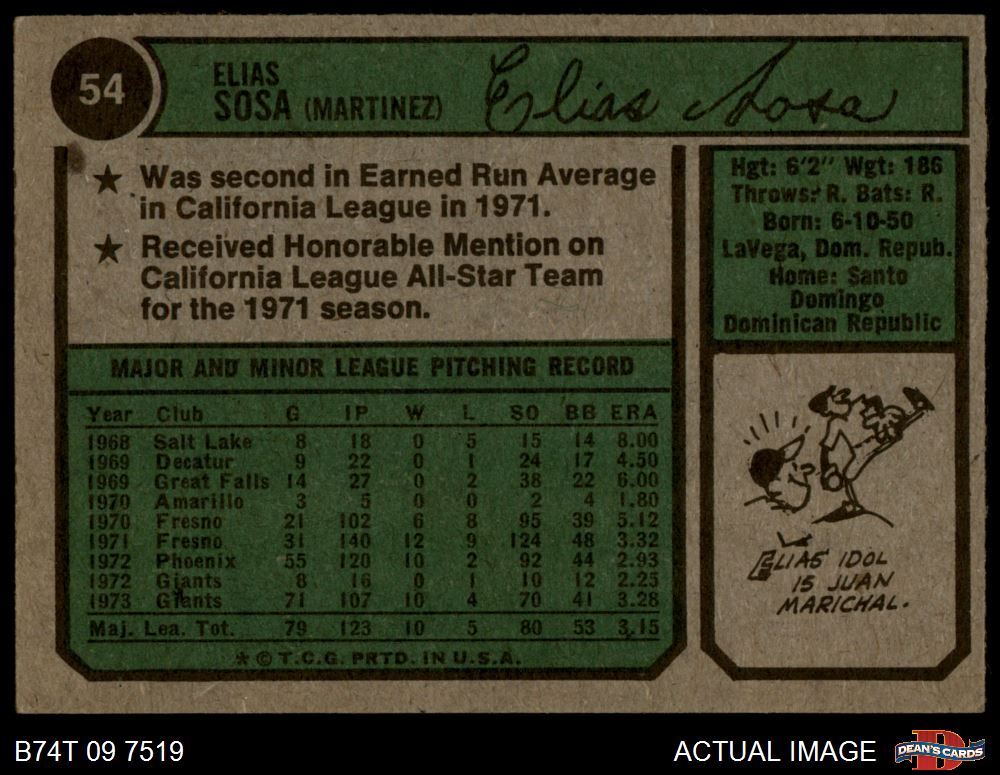 54
ELIAS
SOSA (MARTINEZ)
Elias Sosa
★ Was second in Earned Run Average
in California League in 1971.
★ Received Honorable Mention on
California League All-Star Team
for the 1971 season.
Hgt: 6'2" Wgt: 186
Throws: R. Bats: R.
Born: 6-10-50
LaVega, Dom. Repub.
Home: Santo
Domingo
Dominican Republic
MAJOR AND MINOR LEAGUE PITCHING RECORD
Year Club G IP W L SO BB ERA
1968 Salt Lake 8 18 0 5 15 14 8.00
1969 Decatur 9 22 0 1 24 17 4.50
1969 Great Falls 14 27 0 2 38 22 6.00
1970 Amarillo 3 5 0 0 2 4 1.80
1970 Fresno 21 102 6 8 95 39 5.12
1971 Fresno 31 140 12 9 124 48 3.32
1972 Phoenix 55 120 10 2 92 44 2.93
1972 Giants 8 16 0 1 10 12 2.25
1973 Giants 71 107 10 4 70 41 3.28
Maj. Lea. Tot. 79 123 10 5 80 53 3.15
* © T.C.G. PRTD. IN U.S.A.
ELIAS' IDOL
IS JUAN
MARICHAL.
B74T 09 7519
ACTUAL IMAGE
DEAN'S CARDS